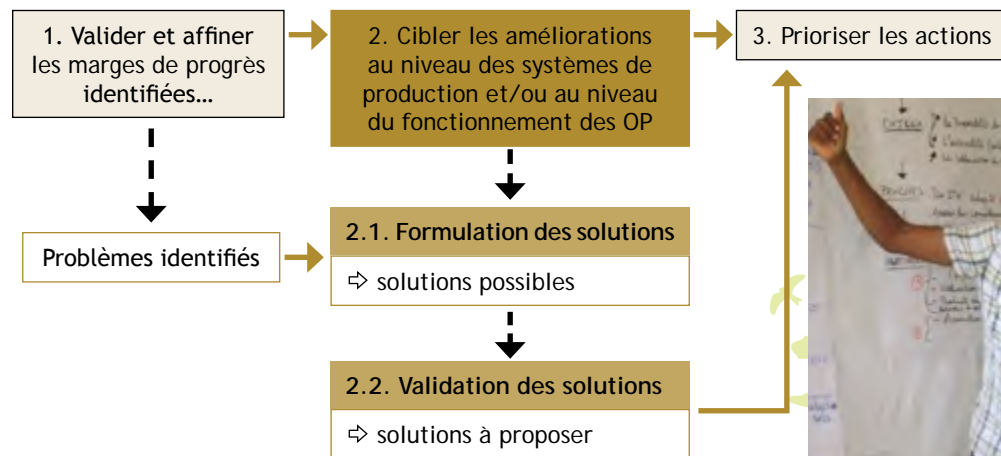 1. Valider et affiner
les marges de progrès
identifiées…
2. Cibler les améliorations
au niveau des systèmes de
production et/ou au niveau
du fonctionnement des OP
3. Prioriser les actions
Problèmes identifiés
2.1. Formulation des solutions
⇨ solutions possibles
2.2. Validation des solutions
⇨ solutions à proposer